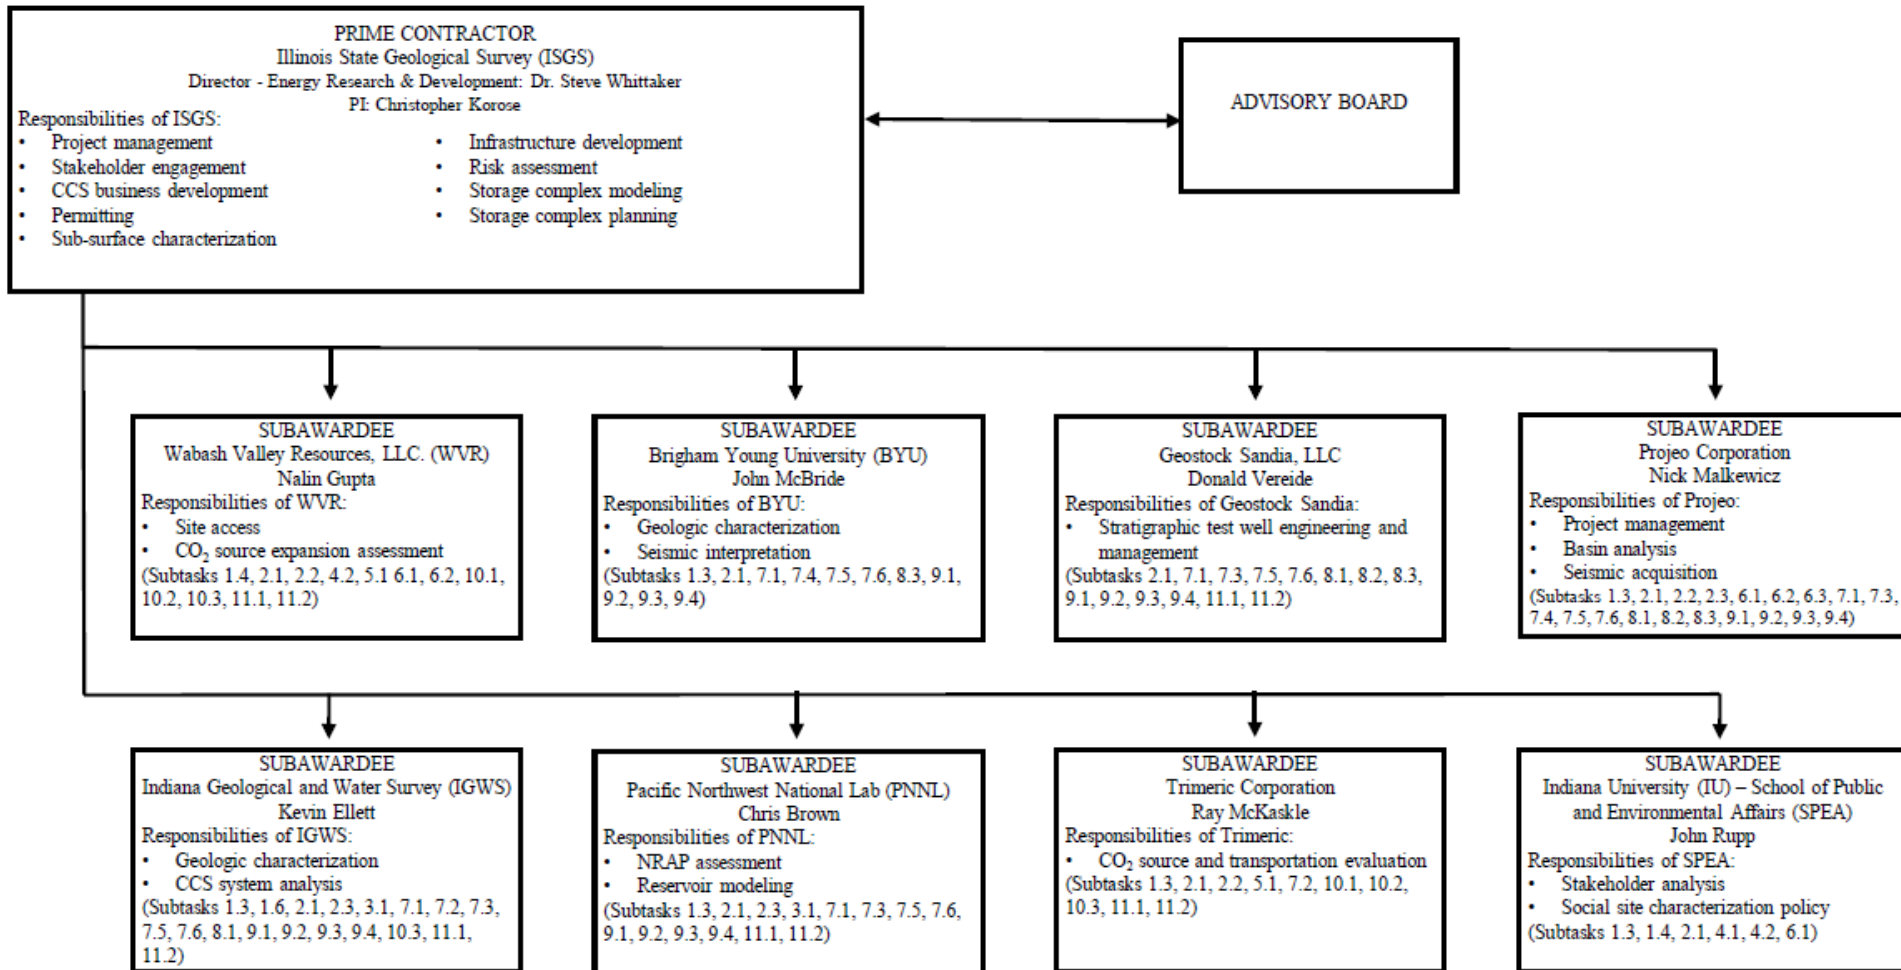 PRIME CONTRACTOR
Illinois State Geological Survey (ISGS)
Director - Energy Research & Development: Dr. Steve Whittaker
PI: Christopher Korose
Responsibilities of ISGS:
• Project management
• Stakeholder engagement
• CCS business development
• Permitting
• Sub-surface characterization
• Infrastructure development
• Risk assessment
• Storage complex modeling
• Storage complex planning
ADVISORY BOARD
SUBAWARDEE
Wabash Valley Resources, LLC. (WVR)
Nalin Gupta
Responsibilities of WVR:
• Site access
• CO2 source expansion assessment
(Subtasks 1.4, 2.1, 2.2, 4.2, 5.1 6.1, 6.2, 10.1,
10.2, 10.3, 11.1, 11.2)
SUBAWARDEE
Brigham Young University (BYU)
John McBride
Responsibilities of BYU:
• Geologic characterization
• Seismic interpretation
(Subtasks 1.3, 2.1, 7.1, 7.4, 7.5, 7.6, 8.3, 9.1,
9.2, 9.3, 9.4)
SUBAWARDEE
Geostock Sandia, LLC
Donald Vereide
Responsibilities of Geostock Sandia:
• Stratigraphic test well engineering and
management
(Subtasks 2.1, 7.1, 7.3, 7.5, 7.6, 8.1, 8.2, 8.3,
9.1, 9.2, 9.3, 9.4, 11.1, 11.2)
SUBAWARDEE
Projeo Corporation
Nick Malkewicz
Responsibilities of Projeo:
• Project management
• Basin analysis
• Seismic acquisition
(Subtasks 1.3, 2.1, 2.2, 2.3, 6.1, 6.2, 6.3, 7.1, 7.3,
7.4, 7.5, 7.6, 8.1, 8.2, 8.3, 9.1, 9.2, 9.3, 9.4)
SUBAWARDEE
Indiana Geological and Water Survey (IGWS)
Kevin Ellett
Responsibilities of IGWS:
• Geologic characterization
• CCS system analysis
(Subtasks 1.3, 1.6, 2.1, 2.3, 3.1, 7.1, 7.2, 7.3,
7.5, 7.6, 8.1, 9.1, 9.2, 9.3, 9.4, 10.3, 11.1,
11.2)
SUBAWARDEE
Pacific Northwest National Lab (PNNL)
Chris Brown
Responsibilities of PNNL:
• NRAP assessment
• Reservoir modeling
(Subtasks 1.3, 2.1, 2.3, 3.1, 7.1, 7.3, 7.5, 7.6,
9.1, 9.2, 9.3, 9.4, 11.1, 11.2)
SUBAWARDEE
Trimeric Corporation
Ray McKaskle
Responsibilities of Trimeric:
• CO2 source and transportation evaluation
(Subtasks 1.3, 2.1, 2.2, 5.1, 7.2, 10.1, 10.2,
10.3, 11.1, 11.2)
SUBAWARDEE
Indiana University (IU) – School of Public
and Environmental Affairs (SPEA)
John Rupp
Responsibilities of SPEA:
• Stakeholder analysis
• Social site characterization policy
(Subtasks 1.3, 1.4, 2.1, 4.1, 4.2, 6.1)